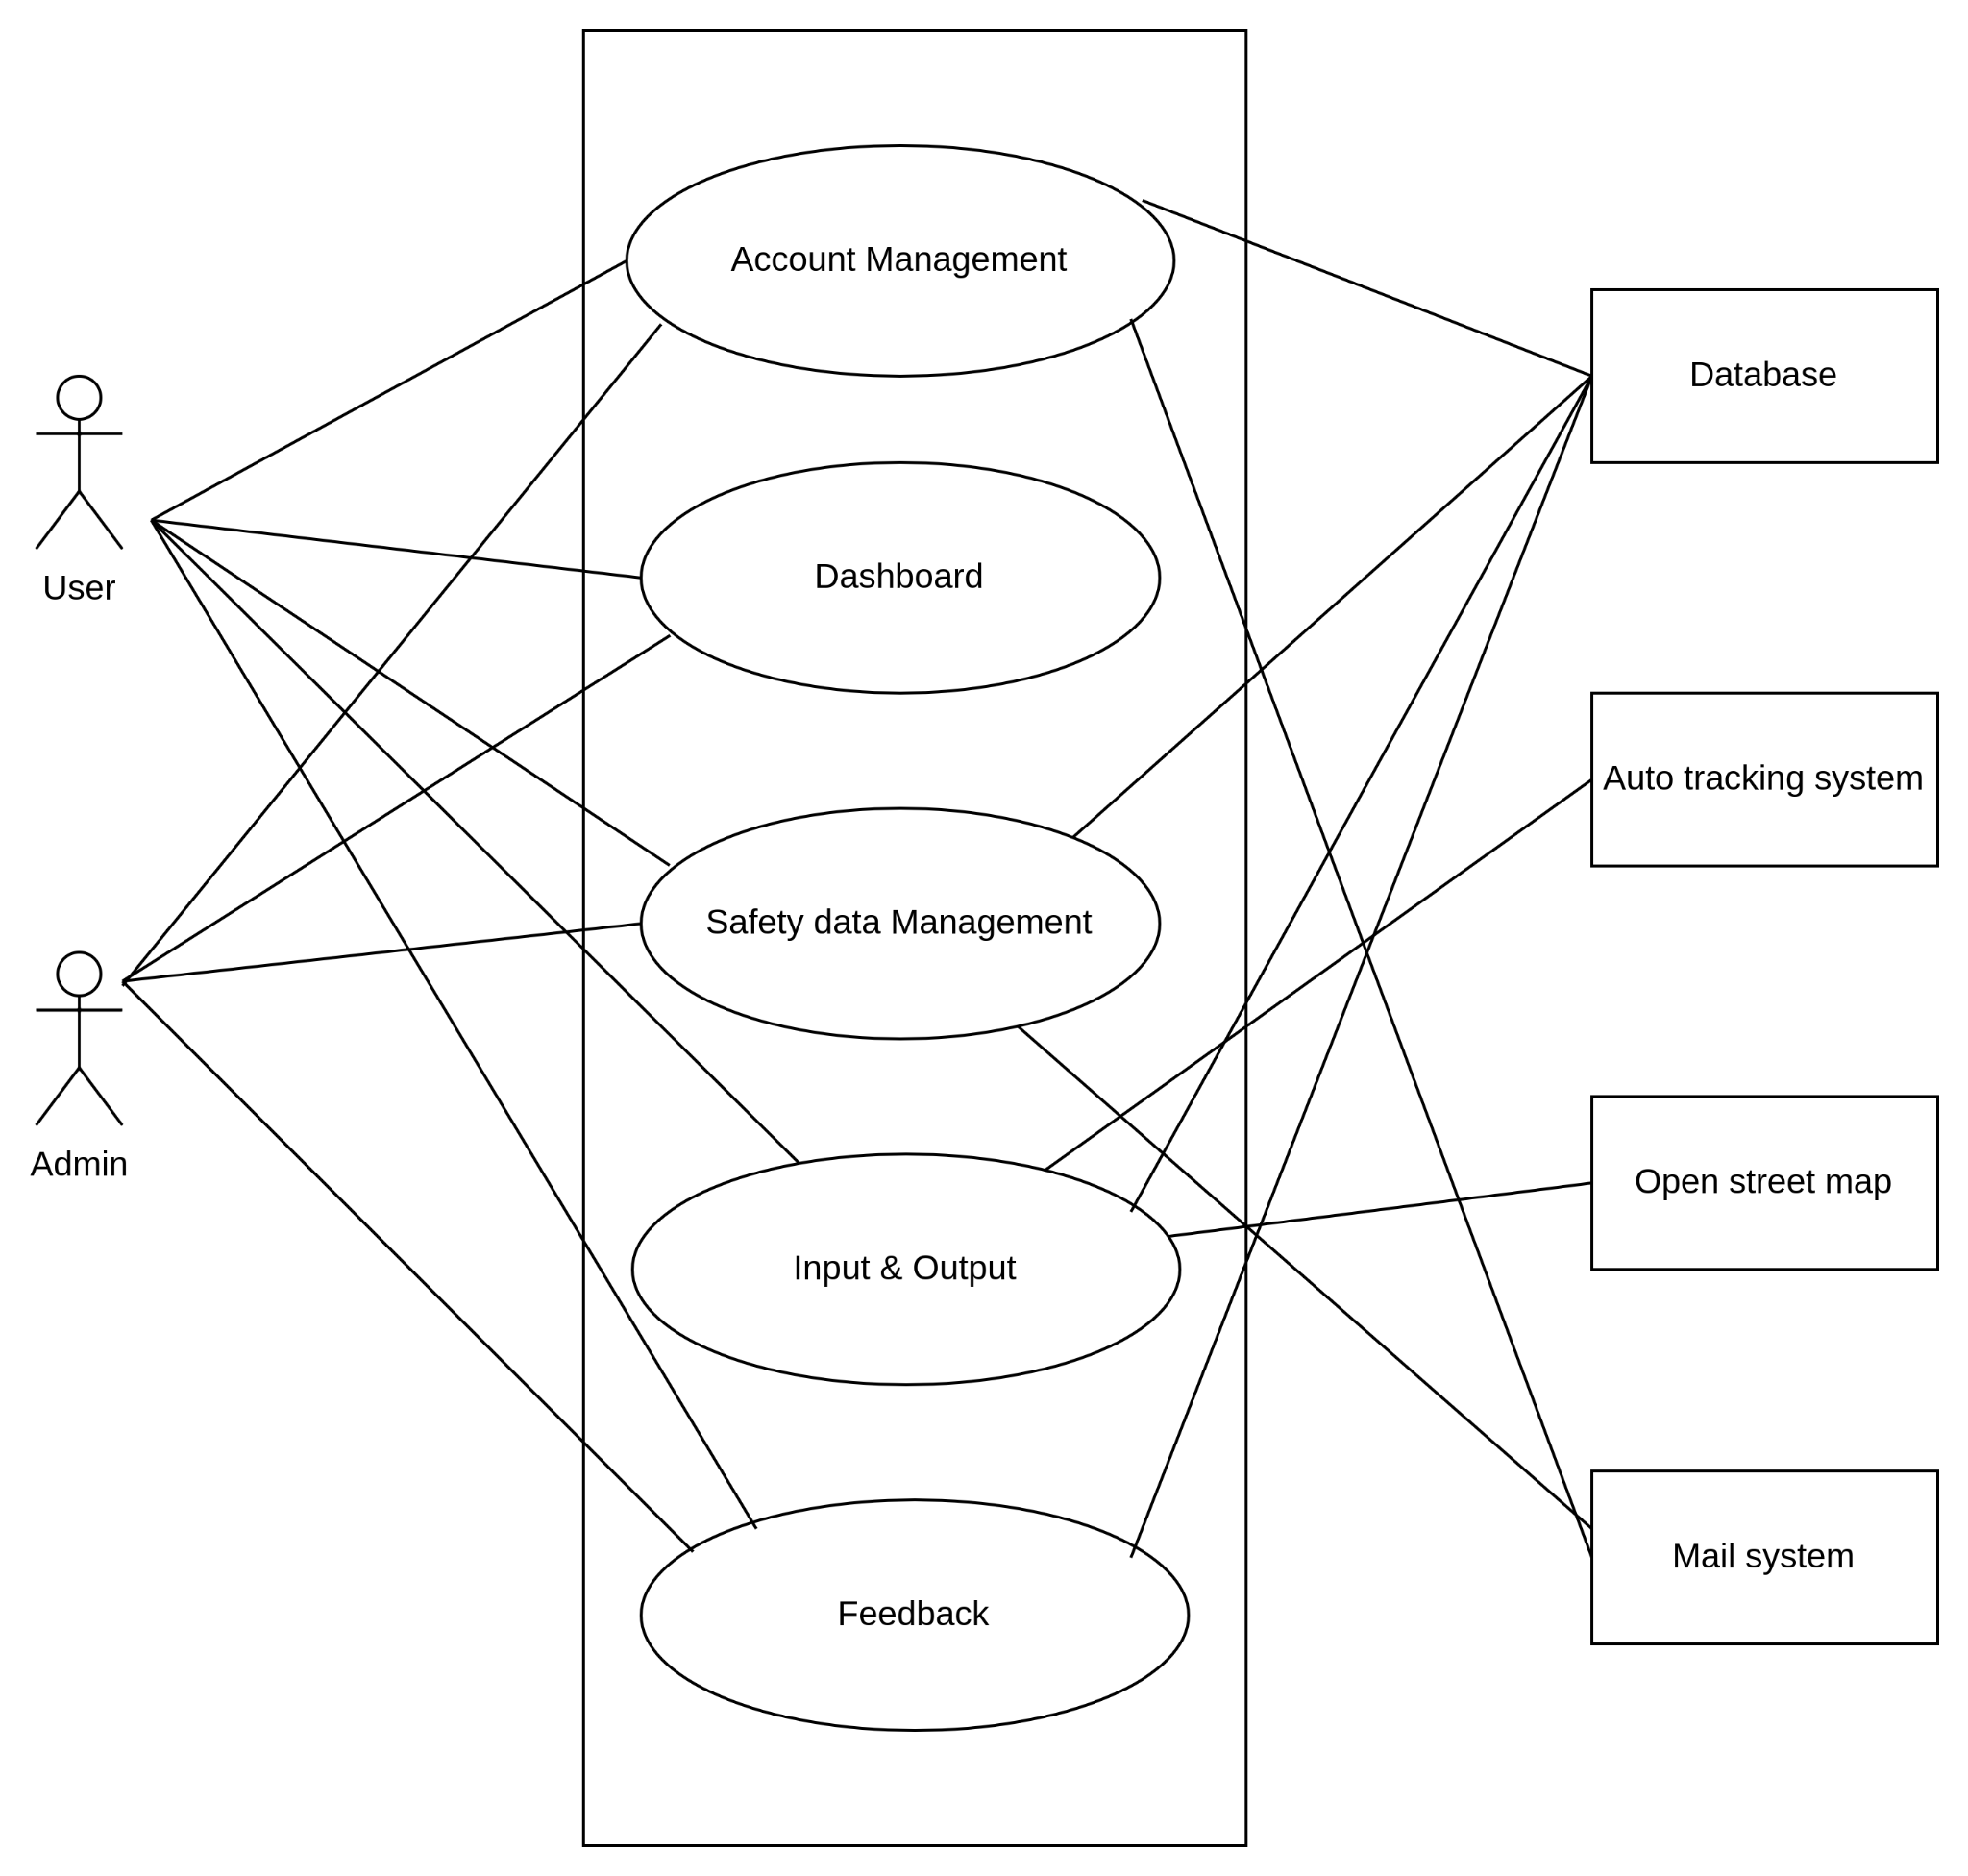 Account Management
Database
Dashboard
User
Auto tracking system
Safety data Management
Admin
Open street map
Input & Output
Mail system
Feedback